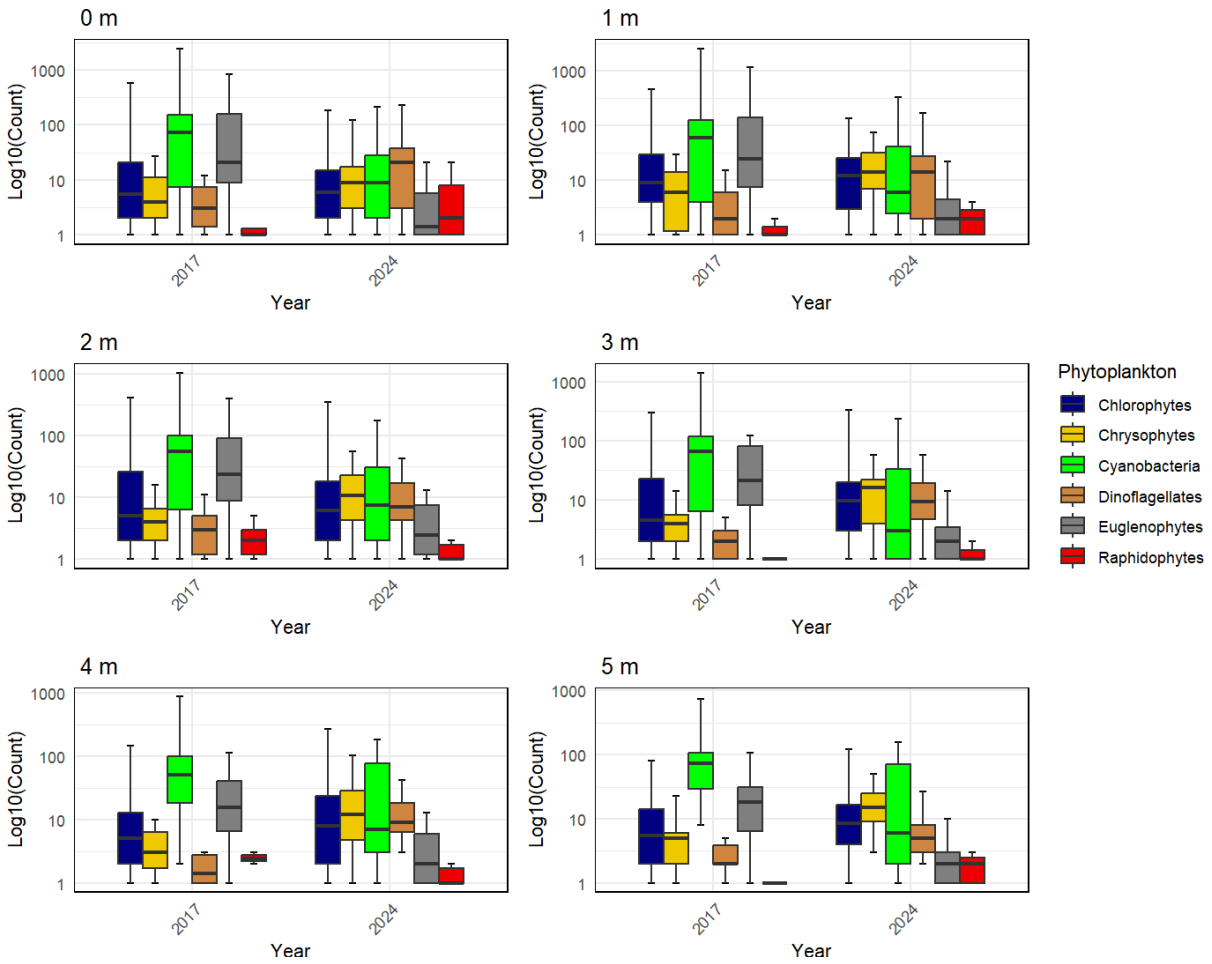 0 m
Log10(Count)
1000
100
10
1
2017
2024
Year
1 m
Log10(Count)
1000
100
10
1
2017
2024
Year
2 m
Log10(Count)
1000
100
10
1
2017
2024
Year
3 m
Log10(Count)
1000
100
10
1
2017
2024
Year
Phytoplankton
Chlorophytes
Chrysophytes
Cyanobacteria
Dinoflagellates
Euglenophytes
Raphidophytes
4 m
Log10(Count)
1000
100
10
1
2017
2024
Year
5 m
Log10(Count)
1000
100
10
1
2017
2024
Year